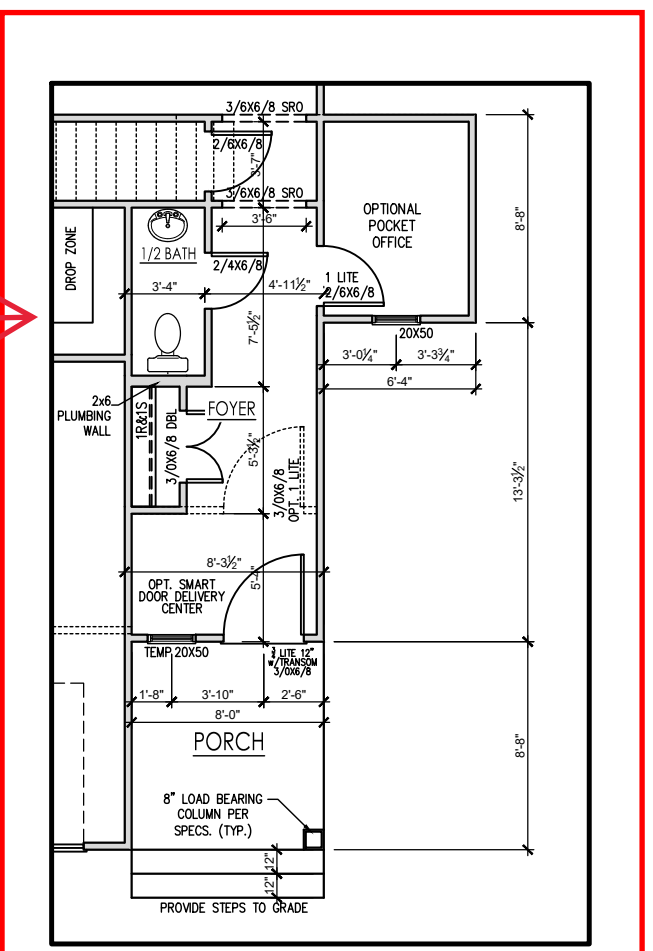 3/6X6/8 SRO
2/6X6/8
3'-7"
3/6X6/8 SRO
3'-6"
OPTIONAL
POCKET
OFFICE
8'-8"
DROP ZONE
1/2 BATH
2/4X6/8
1 LITE
2/6X6/8
3'-4"
4'-11½"
7'-5½"
20X50
3'-0¼"
3'-3¾"
6'-4"
2x6
PLUMBING
WALL
1R&1S
3/0X6/8 DBL
FOYER
5'-3½"
3/0X6/8
OPT. 1 LITE
13'-3½"
8'-3½"
OPT. SMART
DOOR DELIVERY
CENTER
5'-4"
TEMP 20X50
LITE 12"
w/TRANSOM
3/0X6/8
1'-8"
3'-10"
2'-6"
8'-0"
PORCH
8'-8"
8" LOAD BEARING
COLUMN PER
SPECS. (TYP.)
12"
12"
PROVIDE STEPS TO GRADE